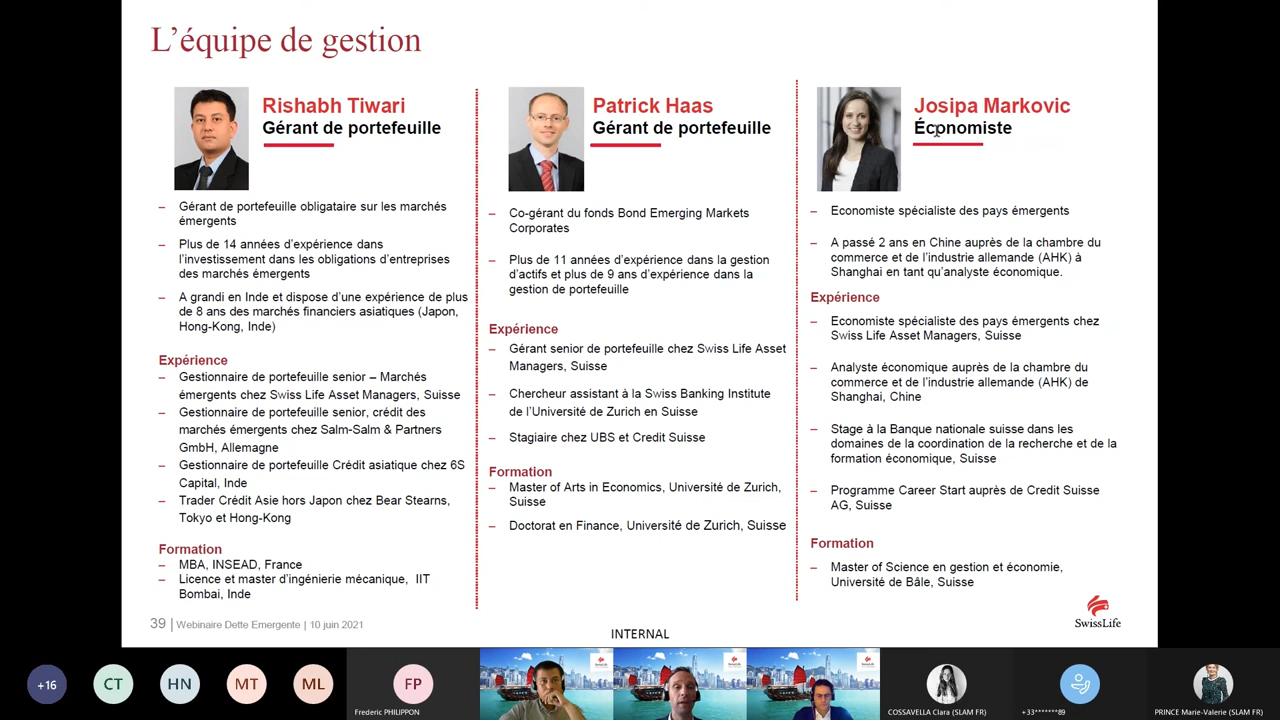 L'équipe de gestion
Rishabh Tiwari
Gérant de portefeuille
– Gérant de portefeuille obligataire sur les marchés
émergents
– Plus de 14 années d'expérience dans
l'investissement dans les obligations d'entreprises
des marchés émergents
– A grandi en Inde et dispose d'une expérience de plus
de 8 ans des marchés financiers asiatiques (Japon,
Hong-Kong, Inde)
Expérience
– Gestionnaire de portefeuille senior – Marchés
émergents chez Swiss Life Asset Managers, Suisse
– Gestionnaire de portefeuille senior, crédit des
marchés émergents chez Salm-Salm & Partners
GmbH, Allemagne
– Gestionnaire de portefeuille Crédit asiatique chez 6S
Capital, Inde
– Trader Crédit Asie hors Japon chez Bear Stearns,
Tokyo et Hong-Kong
Formation
– MBA, INSEAD, France
– Licence et master d'ingénierie mécanique, IIT
Bombai, Inde
Patrick Haas
Gérant de portefeuille
– Co-gérant du fonds Bond Emerging Markets
Corporates
– Plus de 11 années d'expérience dans la gestion
d'actifs et plus de 9 ans d'expérience dans la
gestion de portefeuille
Expérience
– Gérant senior de portefeuille chez Swiss Life Asset
Managers, Suisse
– Chercheur assistant à la Swiss Banking Institute
de l'Université de Zurich en Suisse
– Stagiaire chez UBS et Credit Suisse
Formation
– Master of Arts in Economics, Université de Zurich,
Suisse
– Doctorat en Finance, Université de Zurich, Suisse
Josipa Markovic
Économiste
– Economiste spécialiste des pays émergents
– A passé 2 ans en Chine auprès de la chambre du
commerce et de l'industrie allemande (AHK) à
Shanghai en tant qu'analyste économique.
Expérience
– Economiste spécialiste des pays émergents chez
Swiss Life Asset Managers, Suisse
– Analyste économique auprès de la chambre du
commerce et de l'industrie allemande (AHK) de
Shanghai, Chine
– Stage à la Banque nationale suisse dans les
domaines de la coordination de la recherche et de la
formation économique, Suisse
– Programme Career Start auprès de Credit Suisse
AG, Suisse
Formation
– Master of Science en gestion et économie,
Université de Bâle, Suisse
39 | Webinaire Dette Emergente | 10 juin 2021
SwissLife
INTERNAL
+16
CT
HN
MT
ML
FP
Frederic PHILIPPON
COSSAVELLA Clara (SLAM FR)
+33*******89
PRINCE Marie-Valerie (SLAM FR)